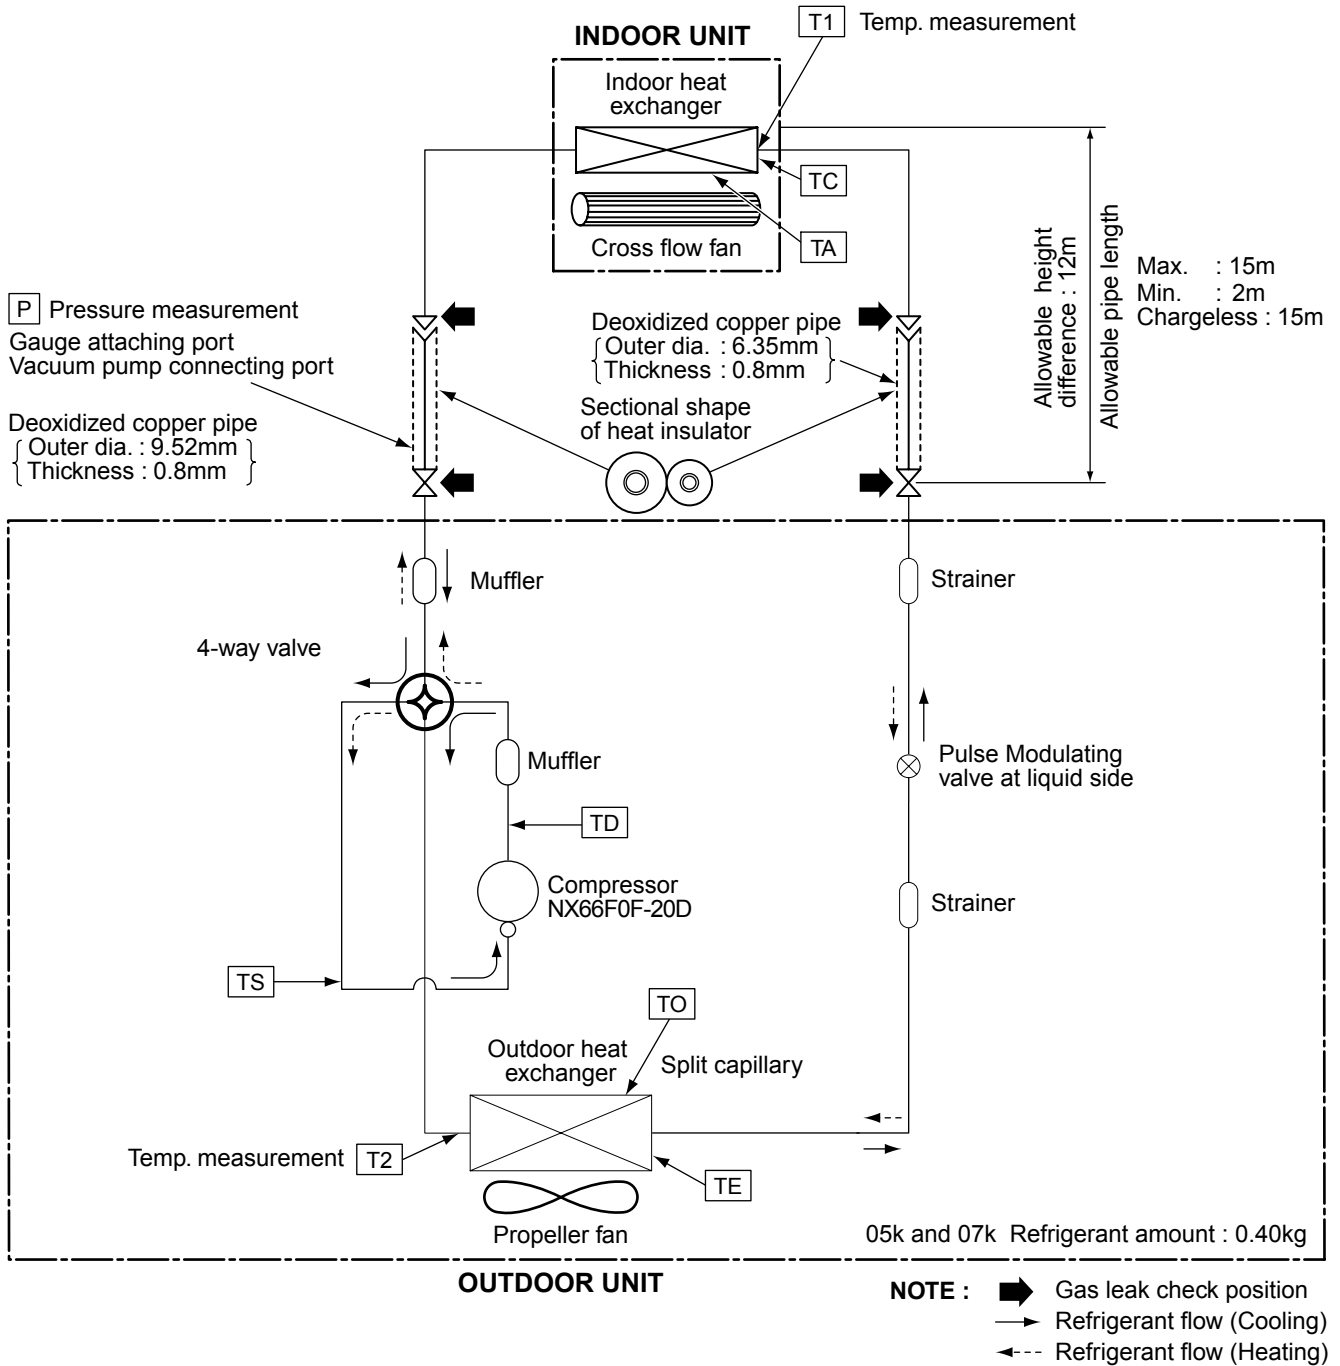 T1 Temp. measurement
INDOOR UNIT
Indoor heat
exchanger
TC
Cross flow fan
TA
Allowable height
difference : 12m
Allowable pipe length
Max. : 15m
Min. : 2m
Chargeless : 15m
P Pressure measurement
Gauge attaching port
Vacuum pump connecting port
Deoxidized copper pipe
Outer dia. : 9.52mm
Thickness : 0.8mm
Deoxidized copper pipe
Outer dia. : 6.35mm
Thickness : 0.8mm
Sectional shape
of heat insulator
Muffler
Strainer
4-way valve
Muffler
Pulse Modulating
valve at liquid side
TD
Compressor
NX66F0F-20D
Strainer
TS
TO
Outdoor heat
exchanger
Split capillary
Temp. measurement T2
TE
Propeller fan
05k and 07k Refrigerant amount : 0.40kg
OUTDOOR UNIT
NOTE : Gas leak check position
Refrigerant flow (Cooling)
Refrigerant flow (Heating)